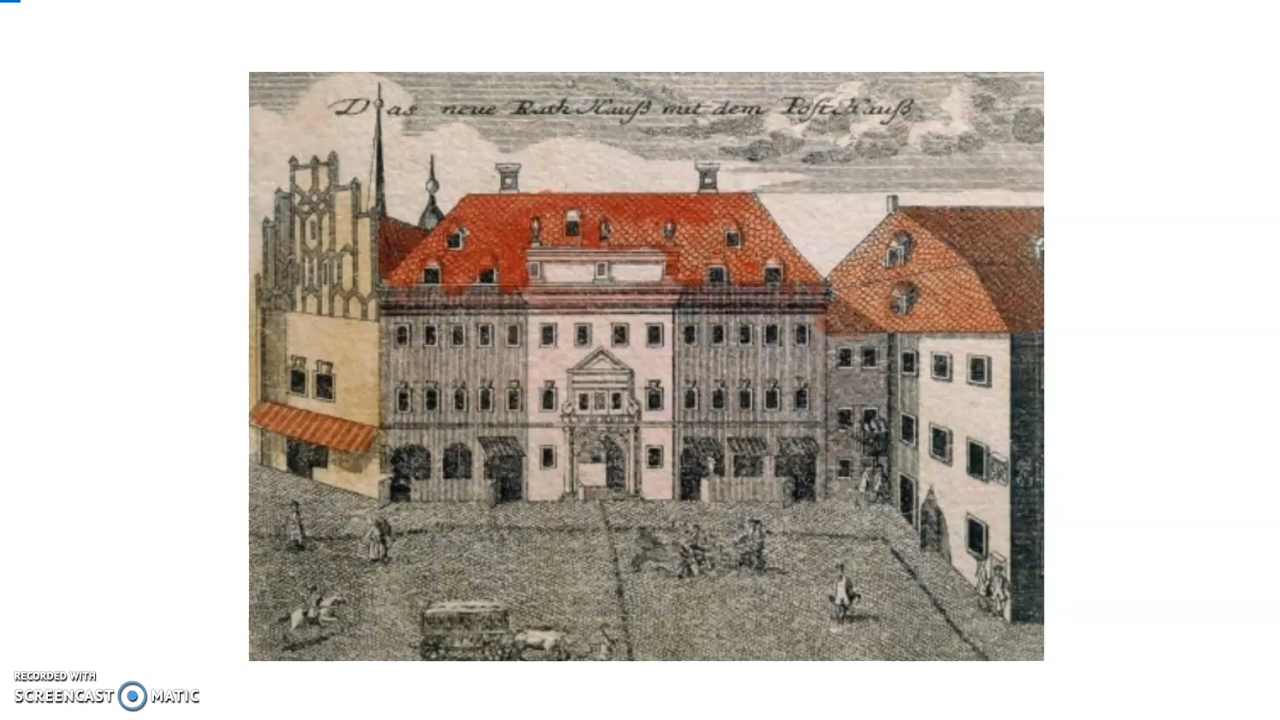 Das neue Rath Hauß mit dem Post Hauß
RECORDED WITH
SCREENCAST MATIC